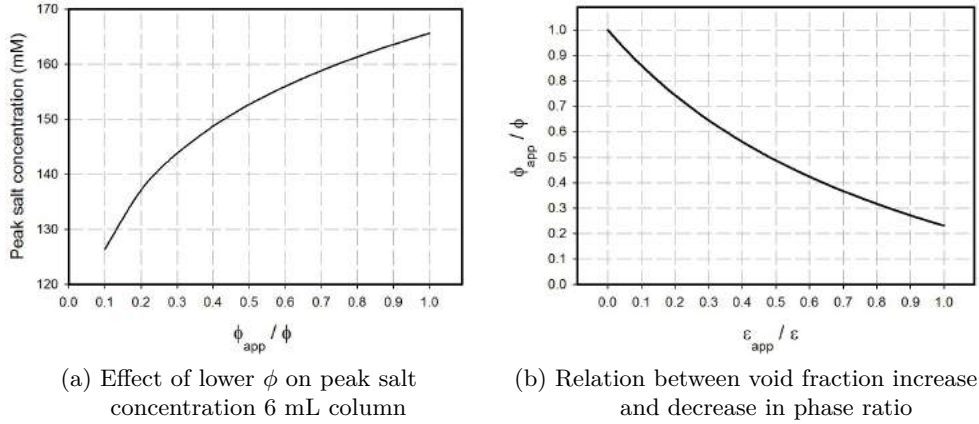 Peak salt concentration (mM)
170
160
150
140
130
120
0.0 0.1 0.2 0.3 0.4 0.5 0.6 0.7 0.8 0.9 1.0
ϕapp / ϕ
(a) Effect of lower ϕ on peak salt
concentration 6 mL column
ϕapp / ϕ
1.0
0.9
0.8
0.7
0.6
0.5
0.4
0.3
0.2
0.1
0.0
0.0 0.1 0.2 0.3 0.4 0.5 0.6 0.7 0.8 0.9 1.0
εapp / ε
(b) Relation between void fraction increase
and decrease in phase ratio